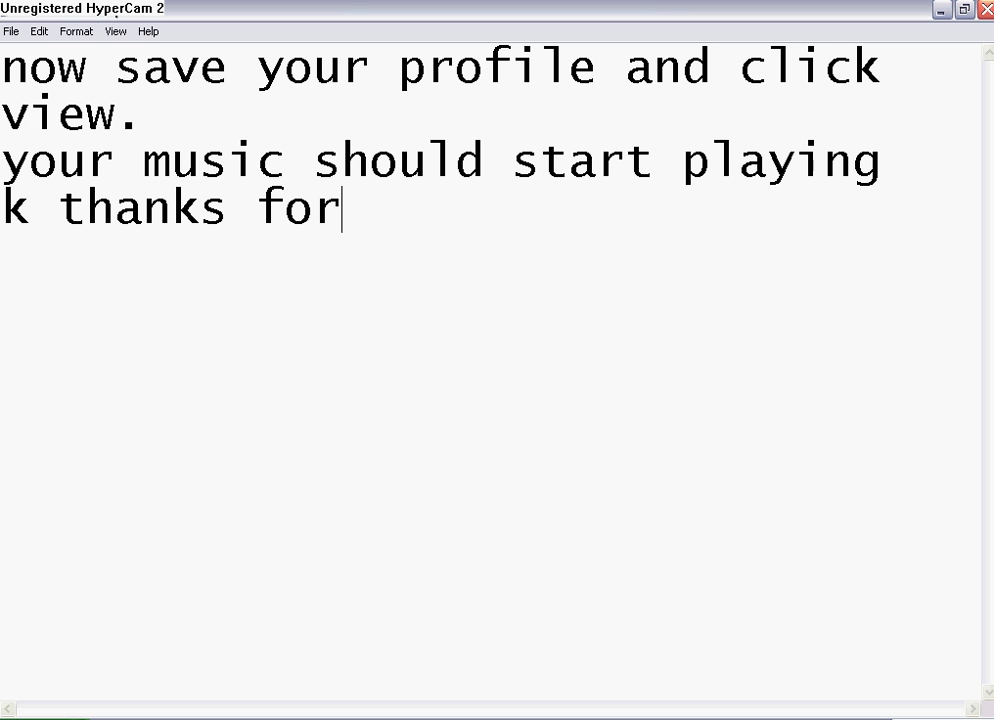 Unregistered HyperCam 2
File Edit Format View Help
now save your profile and click
view.
your music should start playing
k thanks for